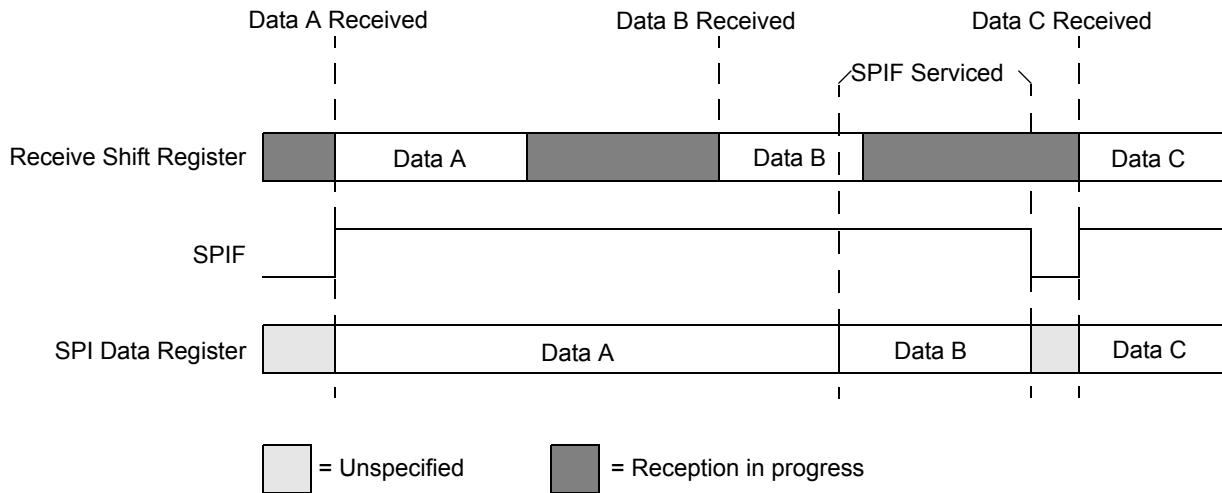 Data A Received
Data B Received
Data C Received
SPIF Serviced
Receive Shift Register
Data A
Data B
Data C
SPIF
SPI Data Register
Data A
Data B
Data C
= Unspecified
= Reception in progress